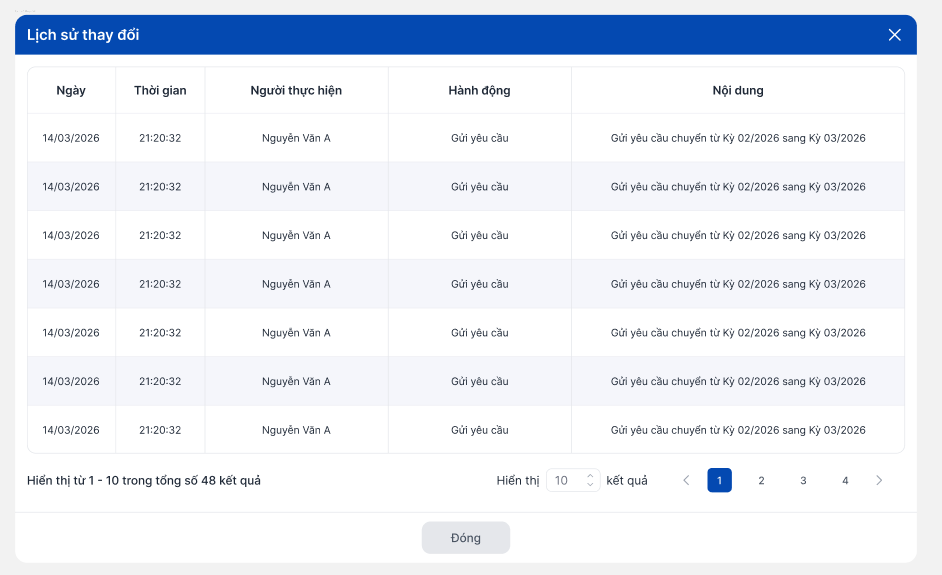 Lịch sử thay đổi
Ngày Thời gian Người thực hiện Hành động Nội dung
14/03/2026 21:20:32 Nguyễn Văn A Gửi yêu cầu Gửi yêu cầu chuyển từ Kỳ 02/2026 sang Kỳ 03/2026
14/03/2026 21:20:32 Nguyễn Văn A Gửi yêu cầu Gửi yêu cầu chuyển từ Kỳ 02/2026 sang Kỳ 03/2026
14/03/2026 21:20:32 Nguyễn Văn A Gửi yêu cầu Gửi yêu cầu chuyển từ Kỳ 02/2026 sang Kỳ 03/2026
14/03/2026 21:20:32 Nguyễn Văn A Gửi yêu cầu Gửi yêu cầu chuyển từ Kỳ 02/2026 sang Kỳ 03/2026
14/03/2026 21:20:32 Nguyễn Văn A Gửi yêu cầu Gửi yêu cầu chuyển từ Kỳ 02/2026 sang Kỳ 03/2026
14/03/2026 21:20:32 Nguyễn Văn A Gửi yêu cầu Gửi yêu cầu chuyển từ Kỳ 02/2026 sang Kỳ 03/2026
14/03/2026 21:20:32 Nguyễn Văn A Gửi yêu cầu Gửi yêu cầu chuyển từ Kỳ 02/2026 sang Kỳ 03/2026
Hiển thị từ 1 - 10 trong tổng số 48 kết quả Hiển thị 10 kết quả 1 2 3 4
Đóng